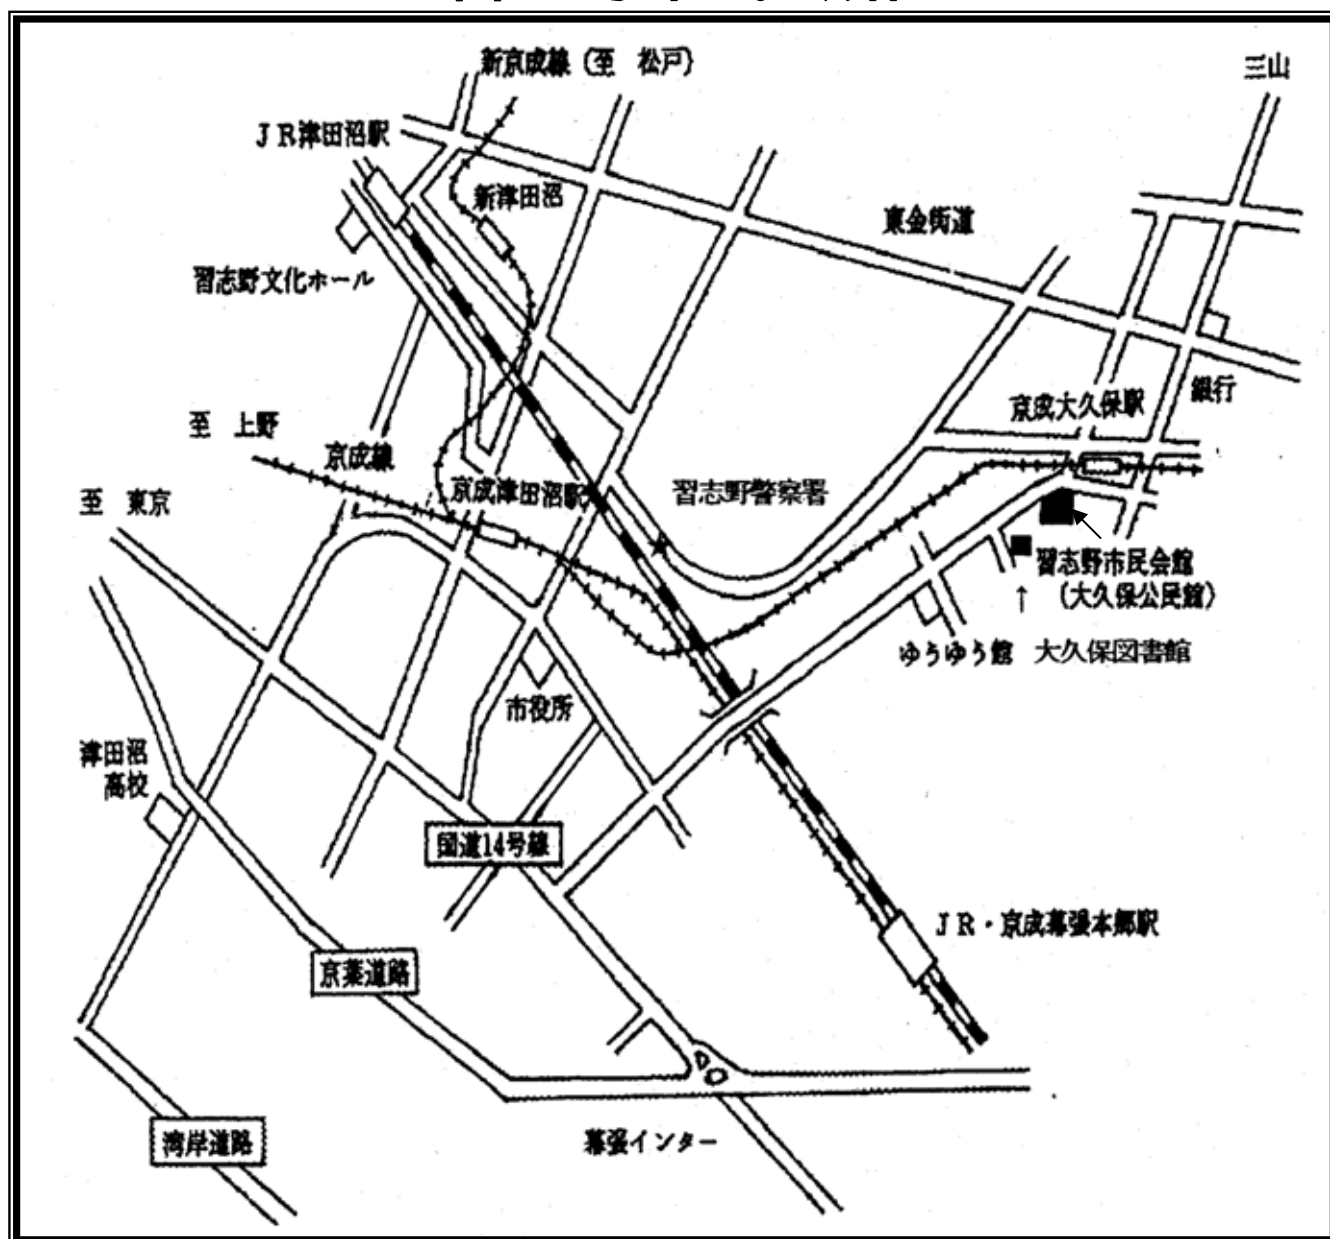 新京成線(至 松戸)
三山
JR津田沼駅
新津田沼
東金街道
習志野文化ホール
銀行
京成大久保駅
至 上野
京成線
京成津田沼駅
習志野警察署
至 東京
習志野市民会館
(大久保公民館)
↑
ゆうゆう館
大久保図書館
市役所
津田沼
高校
国道14号線
JR・京成幕張本郷駅
京葉道路
湾岸道路
幕張インター